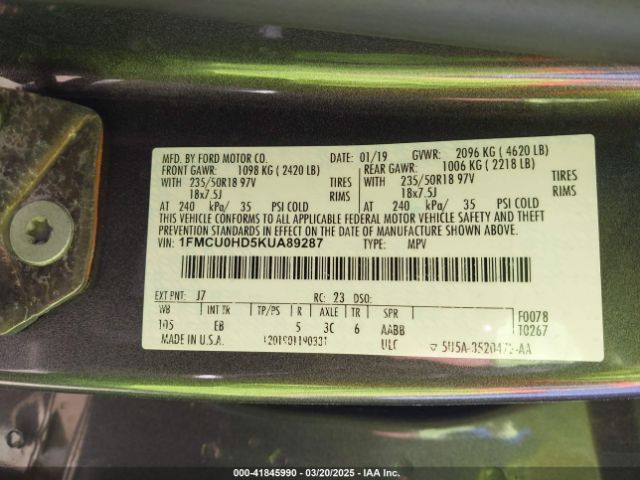 MFD. BY FORD MOTOR CO. DATE: 01/19 GVWR: 2096 KG ( 4620 LB)
FRONT GAWR: 1098 KG ( 2420 LB) REAR GAWR: 1006 KG ( 2218 LB)
WITH 235/50R18 97V TIRES WITH 235/50R18 97V TIRES
18x7.5J RIMS 18x7.5J RIMS
AT 240 kPa/ 35 PSI COLD AT 240 kPa/ 35 PSI COLD
THIS VEHICLE CONFORMS TO ALL APPLICABLE FEDERAL MOTOR VEHICLE SAFETY AND THEFT
PREVENTION STANDARDS IN EFFECT ON THE DATE OF MANUFACTURE SHOWN ABOVE.
VIN: 1FMCU0HD5KUA89287 TYPE: MPV
EXT PNT: J7 RC: 23 DSO:
WB INT TR TP/PS R AXLE TR SPR F0078
105 EB 5 3C 6 AABB T0267
MADE IN U.S.A. ULC
000-41845990 - 03/20/2025 - IAA Inc.